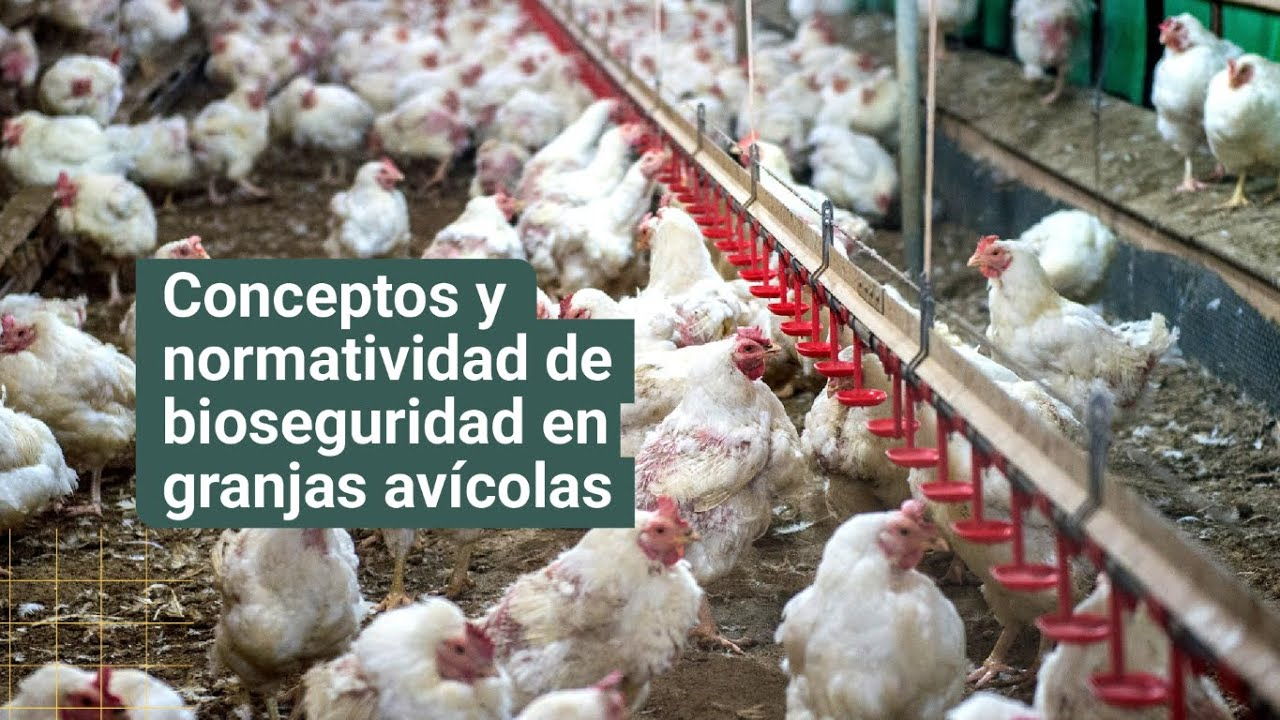 Conceptos y
normatividad de
bioseguridad en
granjas avícolas